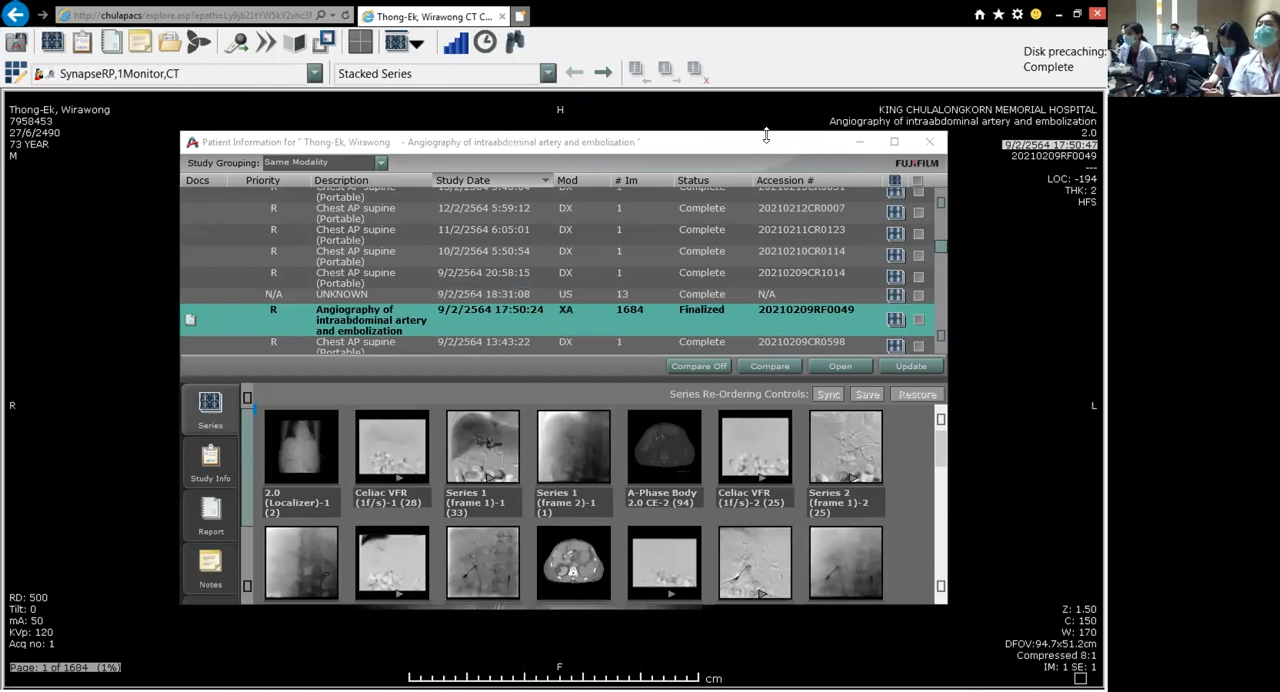 http://chulapacs/explore.asp?epath=
Thong-Ek, Wirawong CT C...
Disk precaching:
Complete
SynapseRP,1Monitor,CT
Stacked Series
Thong-Ek, Wirawong
7958453
27/6/2490
73 YEAR
M
H
KING CHULALONGKORN MEMORIAL HOSPITAL
Angiography of intraabdominal artery and embolization
2.0
9/2/2564 17:50:47
20210209RF0049
---
LOC: -194
THK: 2
HFS
Patient Information for " Thong-Ek, Wirawong - Angiography of intraabdominal artery and embolization "
Study Grouping: Same Modality
FUJIFILM
Docs Priority Description Study Date Mod # Im Status Accession #
(Portable)
R Chest AP supine (Portable) 12/2/2564 5:59:12 DX 1 Complete 20210212CR0007
R Chest AP supine (Portable) 11/2/2564 6:05:01 DX 1 Complete 20210211CR0123
R Chest AP supine (Portable) 10/2/2564 5:50:54 DX 1 Complete 20210210CR0114
R Chest AP supine (Portable) 9/2/2564 20:58:15 DX 1 Complete 20210209CR1014
N/A UNKNOWN 9/2/2564 18:31:08 US 13 Complete N/A
R Angiography of intraabdominal artery and embolization 9/2/2564 17:50:24 XA 1684 Finalized 20210209RF0049
R Chest AP supine (Portable) 9/2/2564 13:43:22 DX 1 Complete 20210209CR0598
Compare Off Compare Open Update
Series Re-Ordering Controls: Sync Save Restore
Series
Study Info
Report
Notes
2.0 (Localizer)-1 (2)
Celiac VFR (1f/s)-1 (28)
Series 1 (frame 1)-1 (33)
Series 1 (frame 2)-1 (1)
A-Phase Body 2.0 CE-2 (94)
Celiac VFR (1f/s)-2 (25)
Series 2 (frame 1)-2 (25)
R
L
RD: 500
Tilt: 0
mA: 50
KVp: 120
Acq no: 1
Page: 1 of 1684 (1%)
F
cm
Z: 1.50
C: 150
W: 170
DFOV:94.7x51.2cm
Compressed 8:1
IM: 1 SE: 1